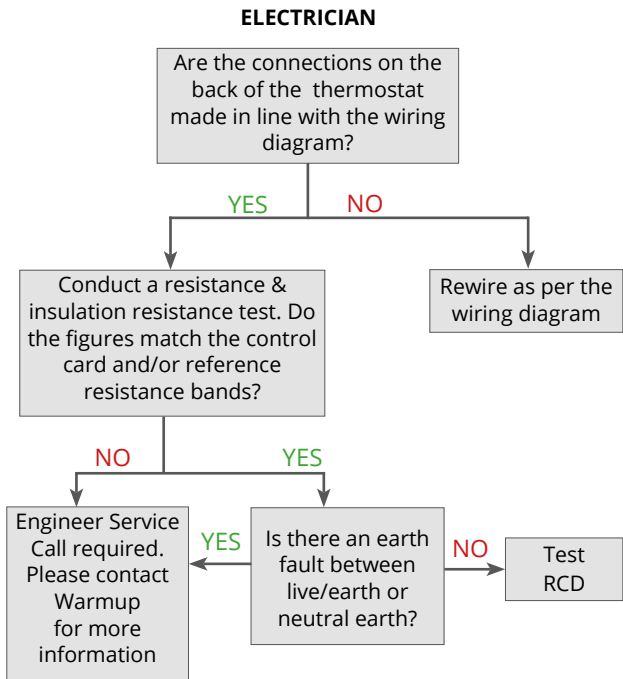 ELECTRICIAN
Are the connections on the
back of the thermostat
made in line with the wiring
diagram?
YES
NO
Conduct a resistance &
insulation resistance test. Do
the figures match the control
card and/or reference
resistance bands?
Rewire as per the
wiring diagram
NO
YES
Engineer Service
Call required.
Please contact
Warmup
for more
information
YES
Is there an earth
fault between
live/earth or
neutral earth?
NO
Test
RCD